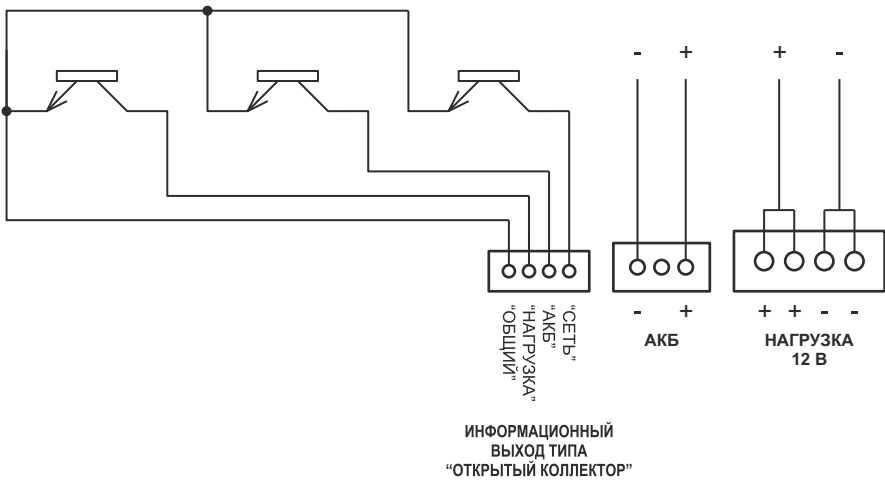 - + + -
"ОБЩИЙ"
"НАГРУЗКА"
"АКБ"
"СЕТЬ"
- +
АКБ
+ + - -
НАГРУЗКА
12 В
ИНФОРМАЦИОННЫЙ
ВЫХОД ТИПА
"ОТКРЫТЫЙ КОЛЛЕКТОР"